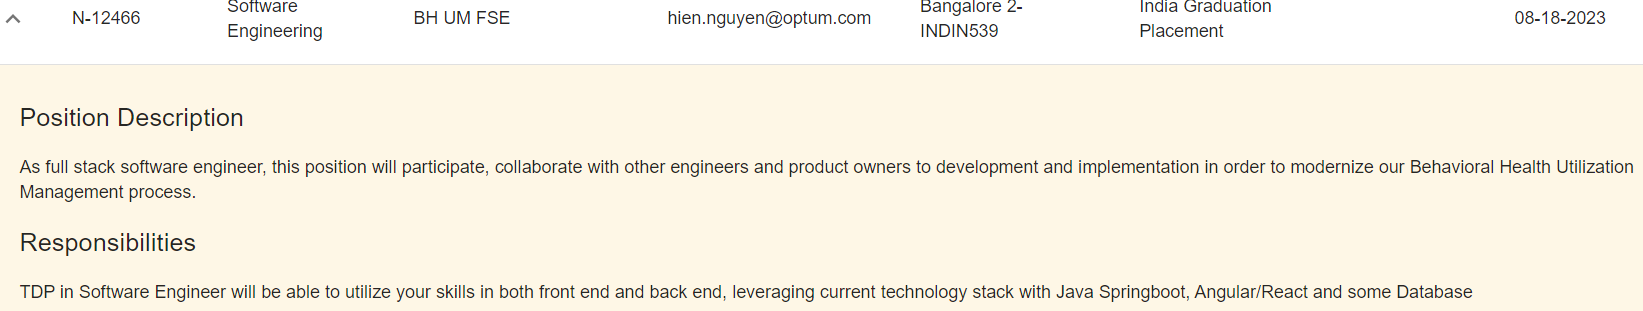 N-12466 Software Engineering BH UM FSE hien.nguyen@optum.com Bangalore 2-INDIN539 India Graduation Placement 08-18-2023
Position Description
As full stack software engineer, this position will participate, collaborate with other engineers and product owners to development and implementation in order to modernize our Behavioral Health Utilization
Management process.
Responsibilities
TDP in Software Engineer will be able to utilize your skills in both front end and back end, leveraging current technology stack with Java Springboot, Angular/React and some Database